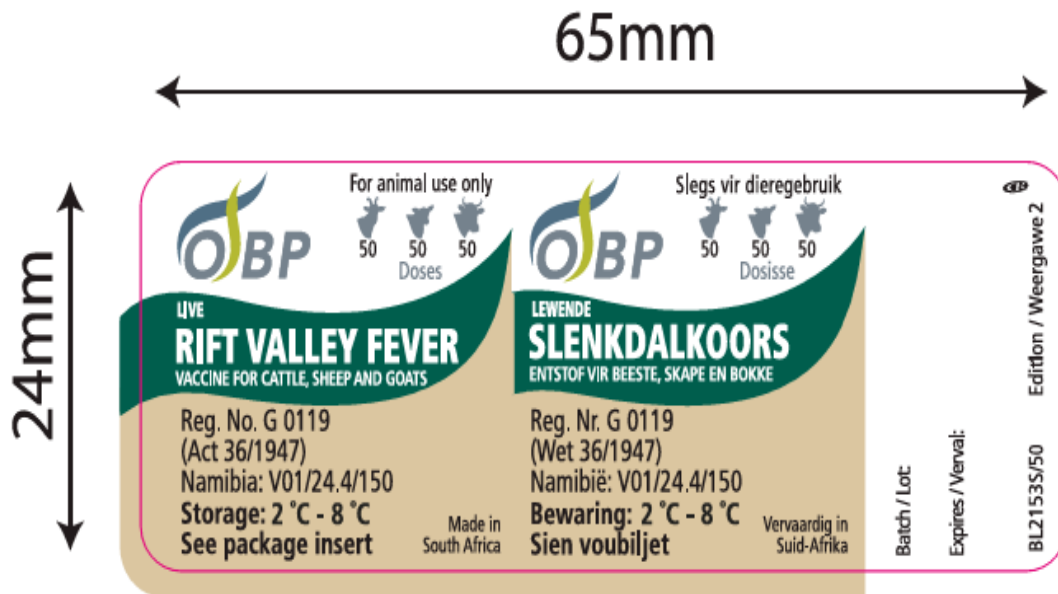 65mm
24mm
OBP
For animal use only
50 50 50
Doses
LIVE
RIFT VALLEY FEVER
VACCINE FOR CATTLE, SHEEP AND GOATS
Reg. No. G 0119
(Act 36/1947)
Namibia: V01/24.4/150
Storage: 2 ˚C - 8 ˚C
See package insert
Made in
South Africa
OBP
Slegs vir dieregebruik
50 50 50
Dosisse
LEWENDE
SLENKDALKOORS
ENTSTOF VIR BEESTE, SKAPE EN BOKKE
Reg. Nr. G 0119
(Wet 36/1947)
Namibië: V01/24.4/150
Bewaring: 2 ˚C - 8 ˚C
Sien voubiljet
Vervaardig in
Suid-Afrika
Batch / Lot:
Expires / Verval:
BL2153S/50
Edition / Weergawe 2